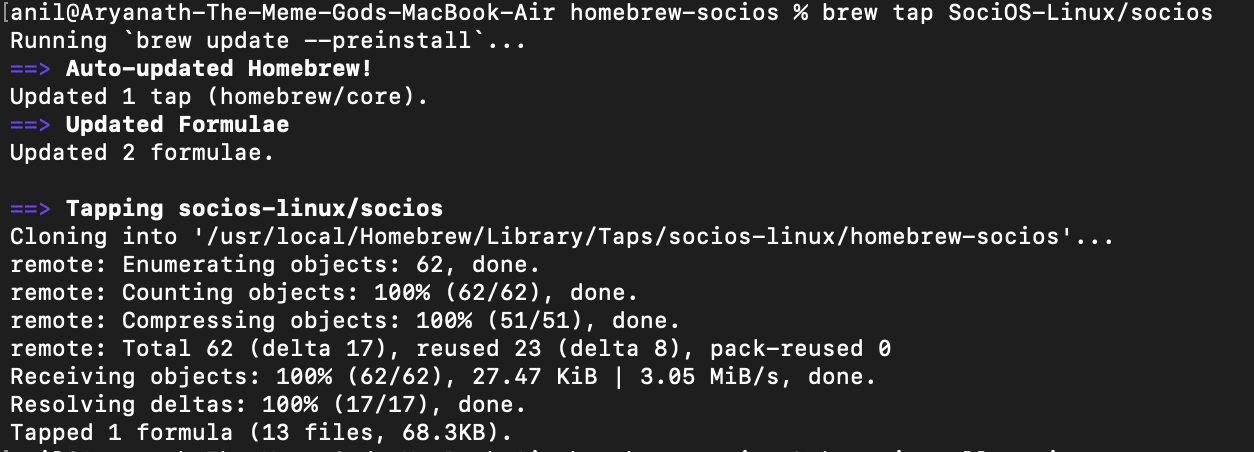 [anil@Aryanath-The-Meme-Gods-MacBook-Air homebrew-socios % brew tap SociOS-Linux/socios
Running `brew update --preinstall`...
==> Auto-updated Homebrew!
Updated 1 tap (homebrew/core).
==> Updated Formulae
Updated 2 formulae.
==> Tapping socios-linux/socios
Cloning into '/usr/local/Homebrew/Library/Taps/socios-linux/homebrew-socios'...
remote: Enumerating objects: 62, done.
remote: Counting objects: 100% (62/62), done.
remote: Compressing objects: 100% (51/51), done.
remote: Total 62 (delta 17), reused 23 (delta 8), pack-reused 0
Receiving objects: 100% (62/62), 27.47 KiB | 3.05 MiB/s, done.
Resolving deltas: 100% (17/17), done.
Tapped 1 formula (13 files, 68.3KB).